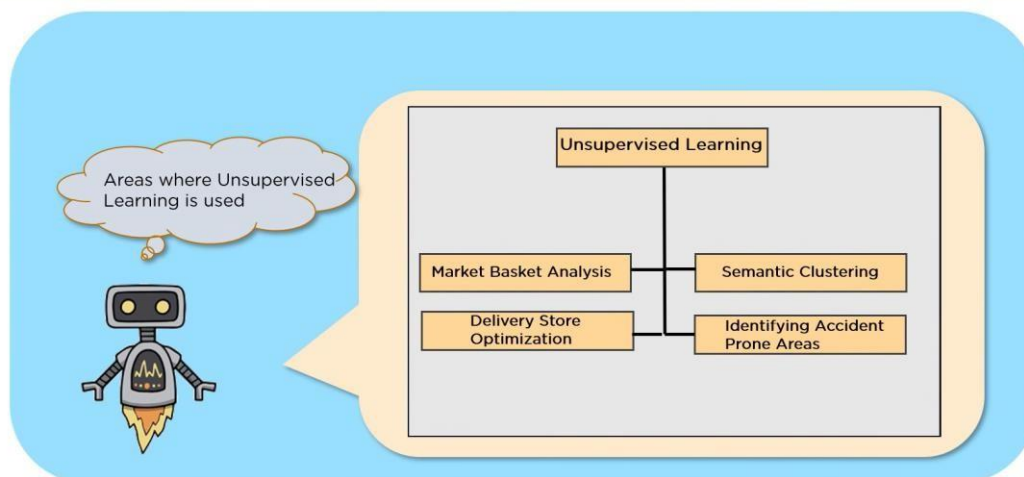 Areas where Unsupervised
Learning is used
Unsupervised Learning
Market Basket Analysis
Semantic Clustering
Delivery Store
Optimization
Identifying Accident
Prone Areas